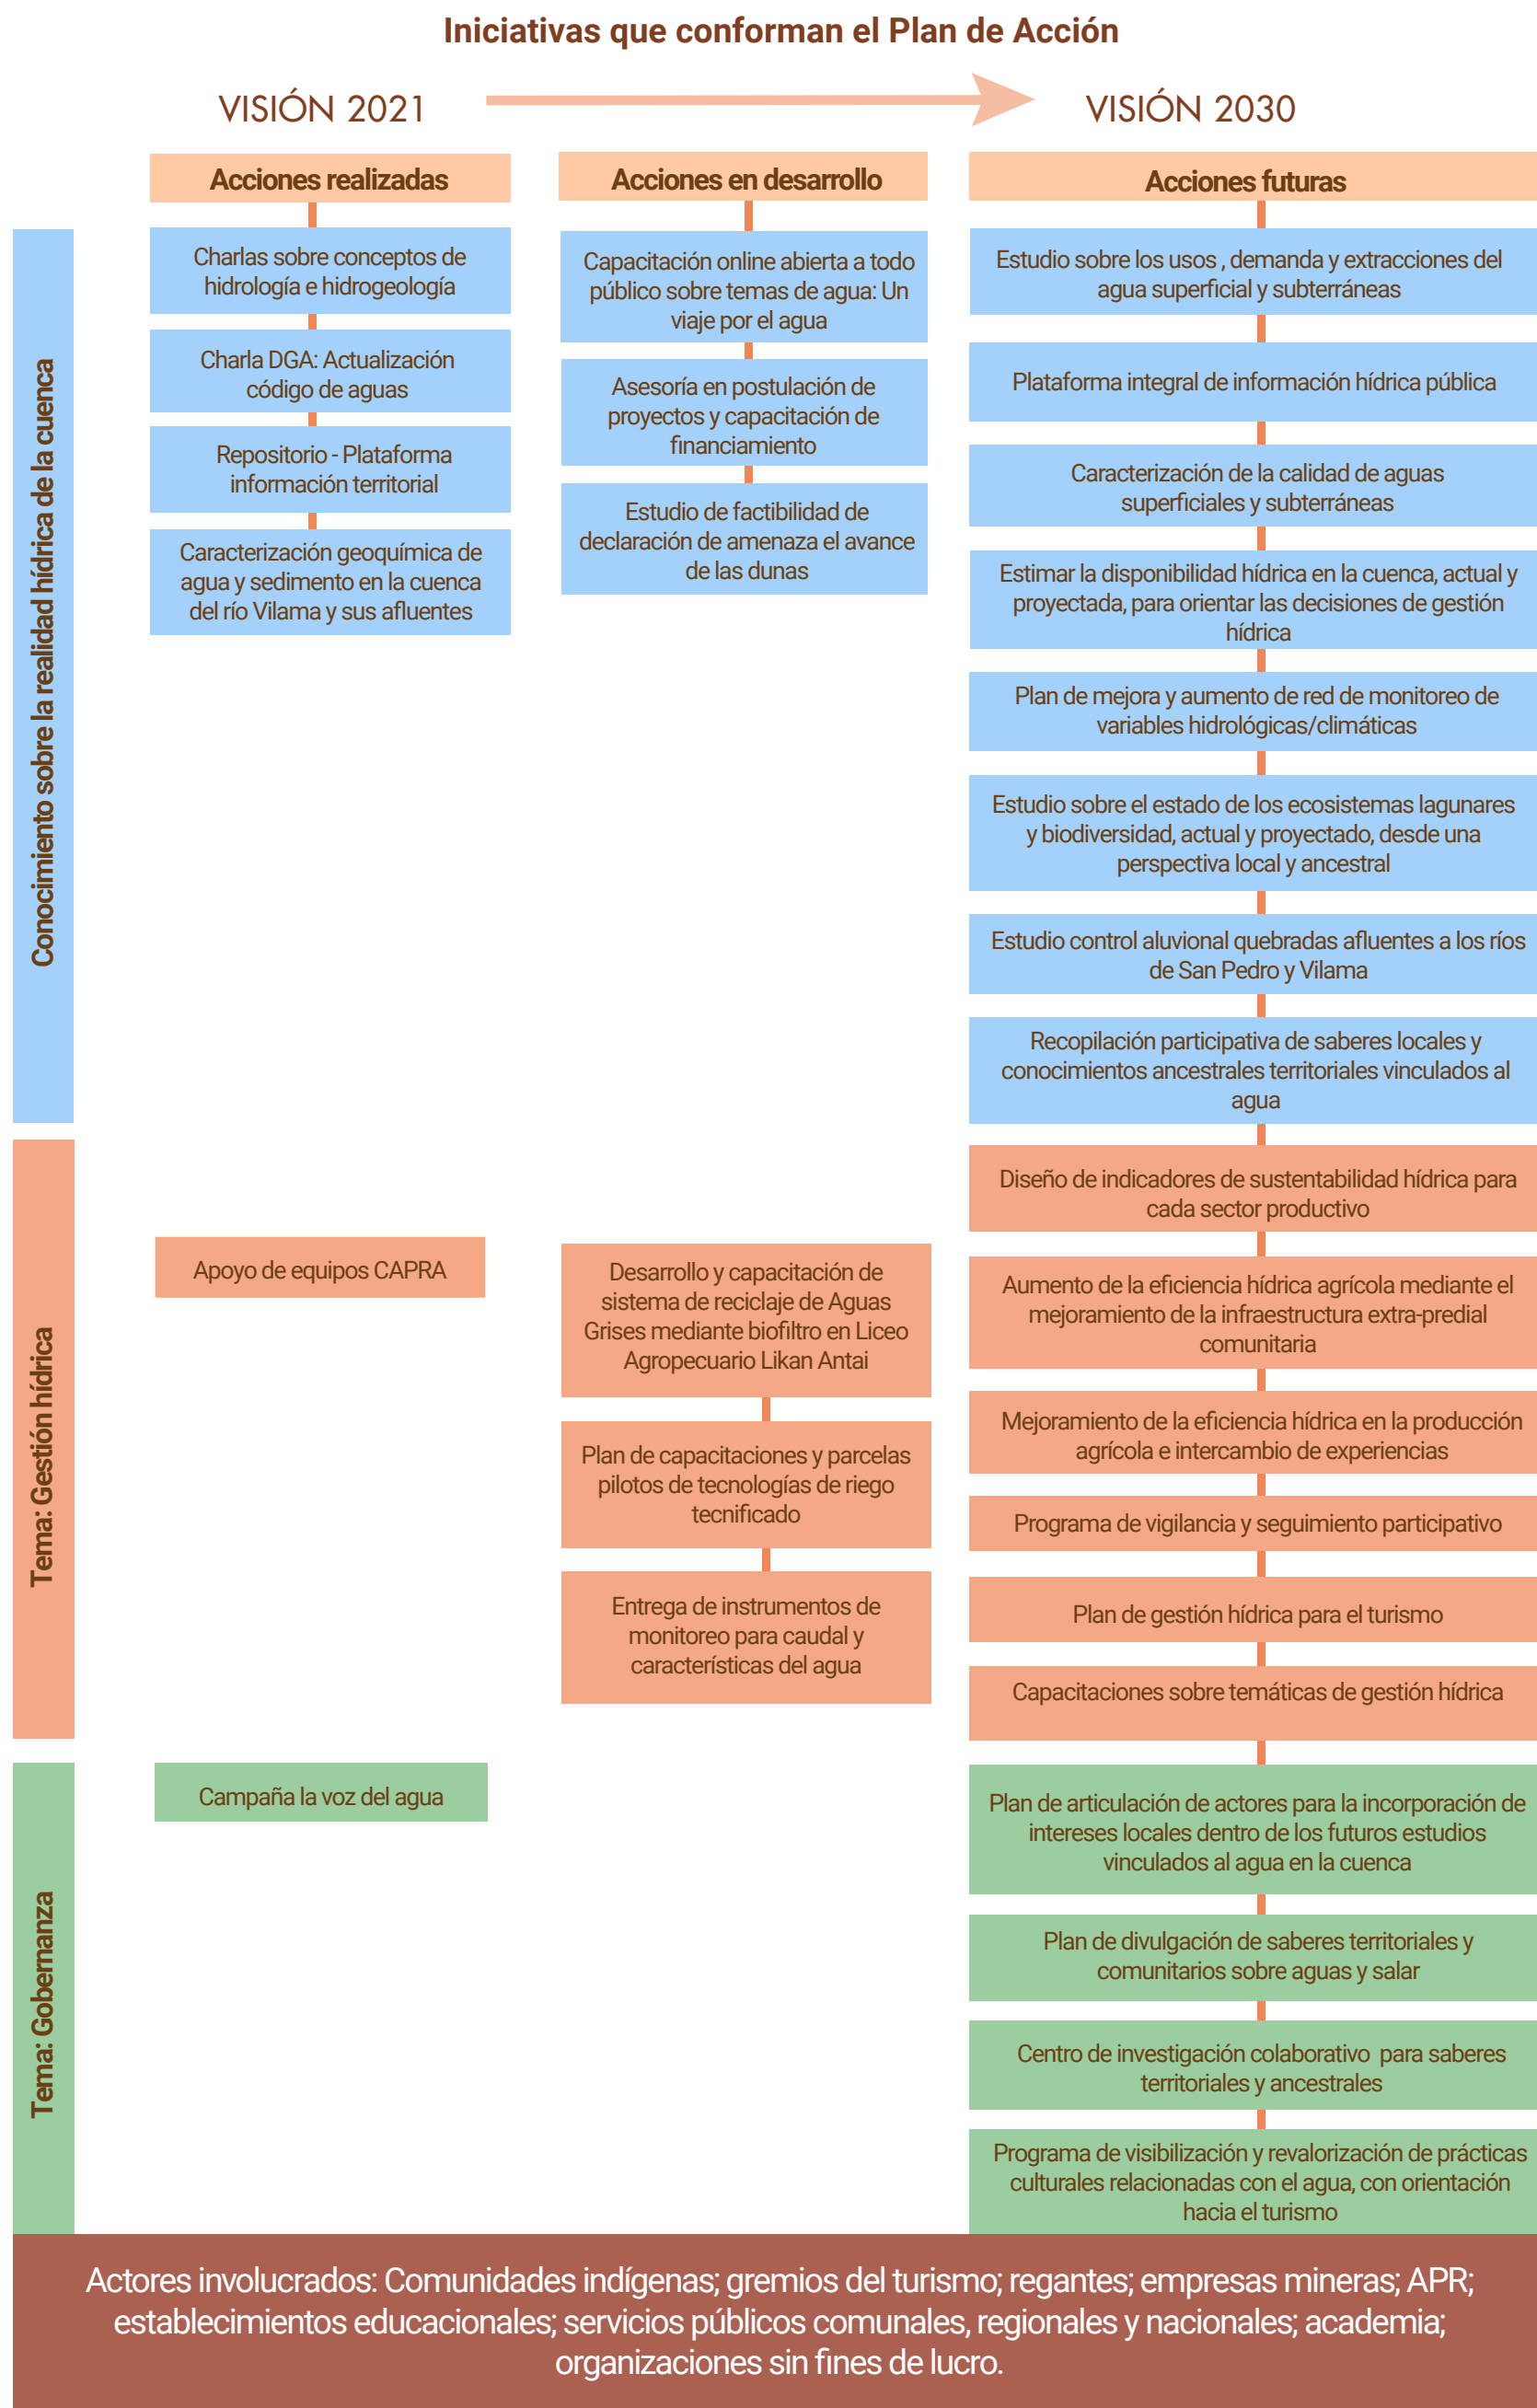 Iniciativas que conforman el Plan de Acción
VISIÓN 2021
VISIÓN 2030
Acciones realizadas
Acciones en desarrollo
Acciones futuras
Conocimiento sobre la realidad hídrica de la cuenca
Charlas sobre conceptos de
hidrología e hidrogeología
Charla DGA: Actualización
código de aguas
Repositorio - Plataforma
información territorial
Caracterización geoquímica de
agua y sedimento en la cuenca
del río Vilama y sus afluentes
Capacitación online abierta a todo
público sobre temas de agua: Un
viaje por el agua
Asesoría en postulación de
proyectos y capacitación de
financiamiento
Estudio de factibilidad de
declaración de amenaza el avance
de las dunas
Estudio sobre los usos , demanda y extracciones del
agua superficial y subterráneas
Plataforma integral de información hídrica pública
Caracterización de la calidad de aguas
superficiales y subterráneas
Estimar la disponibilidad hídrica en la cuenca, actual y
proyectada, para orientar las decisiones de gestión
hídrica
Plan de mejora y aumento de red de monitoreo de
variables hidrológicas/climáticas
Estudio sobre el estado de los ecosistemas lagunares
y biodiversidad, actual y proyectado, desde una
perspectiva local y ancestral
Estudio control aluvional quebradas afluentes a los ríos
de San Pedro y Vilama
Recopilación participativa de saberes locales y
conocimientos ancestrales territoriales vinculados al
agua
Tema: Gestión hídrica
Apoyo de equipos CAPRA
Desarrollo y capacitación de
sistema de reciclaje de Aguas
Grises mediante biofiltro en Liceo
Agropecuario Likan Antai
Plan de capacitaciones y parcelas
pilotos de tecnologías de riego
tecnificado
Entrega de instrumentos de
monitoreo para caudal y
características del agua
Diseño de indicadores de sustentabilidad hídrica para
cada sector productivo
Aumento de la eficiencia hídrica agrícola mediante el
mejoramiento de la infraestructura extra-predial
comunitaria
Mejoramiento de la eficiencia hídrica en la producción
agrícola e intercambio de experiencias
Programa de vigilancia y seguimiento participativo
Plan de gestión hídrica para el turismo
Capacitaciones sobre temáticas de gestión hídrica
Tema: Gobernanza
Campaña la voz del agua
Plan de articulación de actores para la incorporación de
intereses locales dentro de los futuros estudios
vinculados al agua en la cuenca
Plan de divulgación de saberes territoriales y
comunitarios sobre aguas y salar
Centro de investigación colaborativo para saberes
territoriales y ancestrales
Programa de visibilización y revalorización de prácticas
culturales relacionadas con el agua, con orientación
hacia el turismo
Actores involucrados: Comunidades indígenas; gremios del turismo; regantes; empresas mineras; APR;
establecimientos educacionales; servicios públicos comunales, regionales y nacionales; academia;
organizaciones sin fines de lucro.